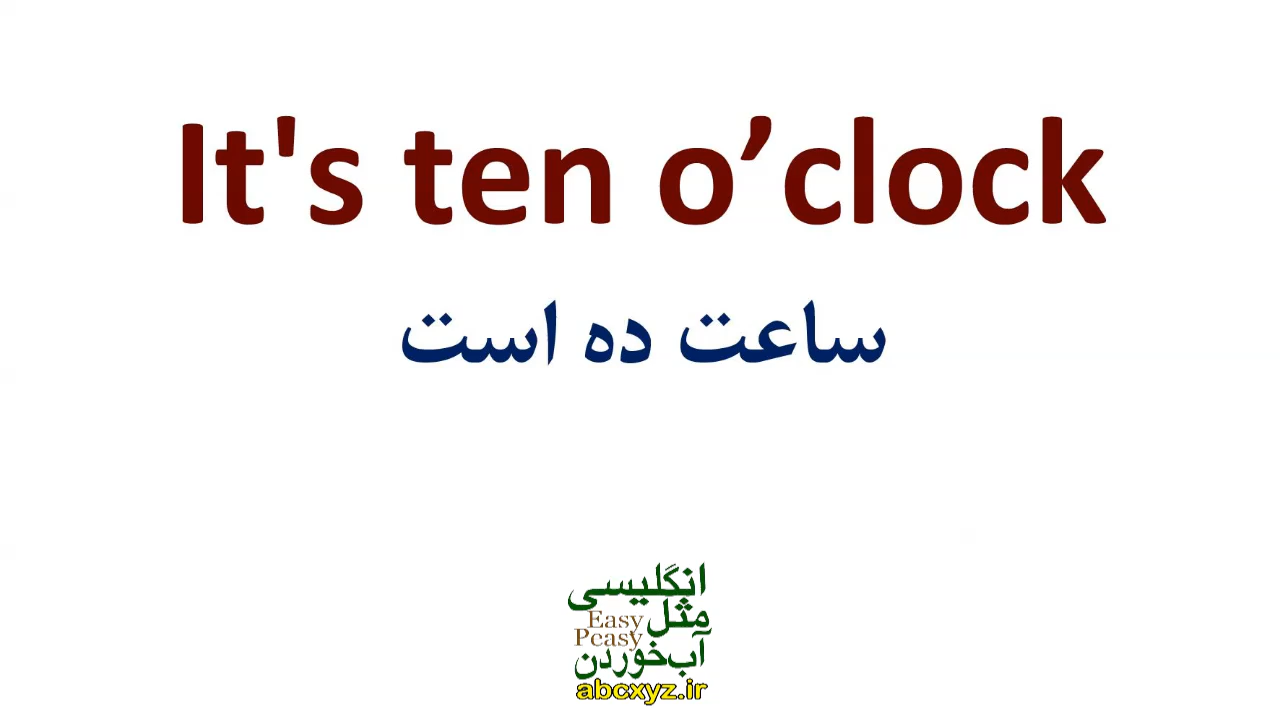 It's ten o’clock
ساعت ده است
انگلیسی
مثل
Easy
Peasy
آب‌خوردن
abcxyz.ir